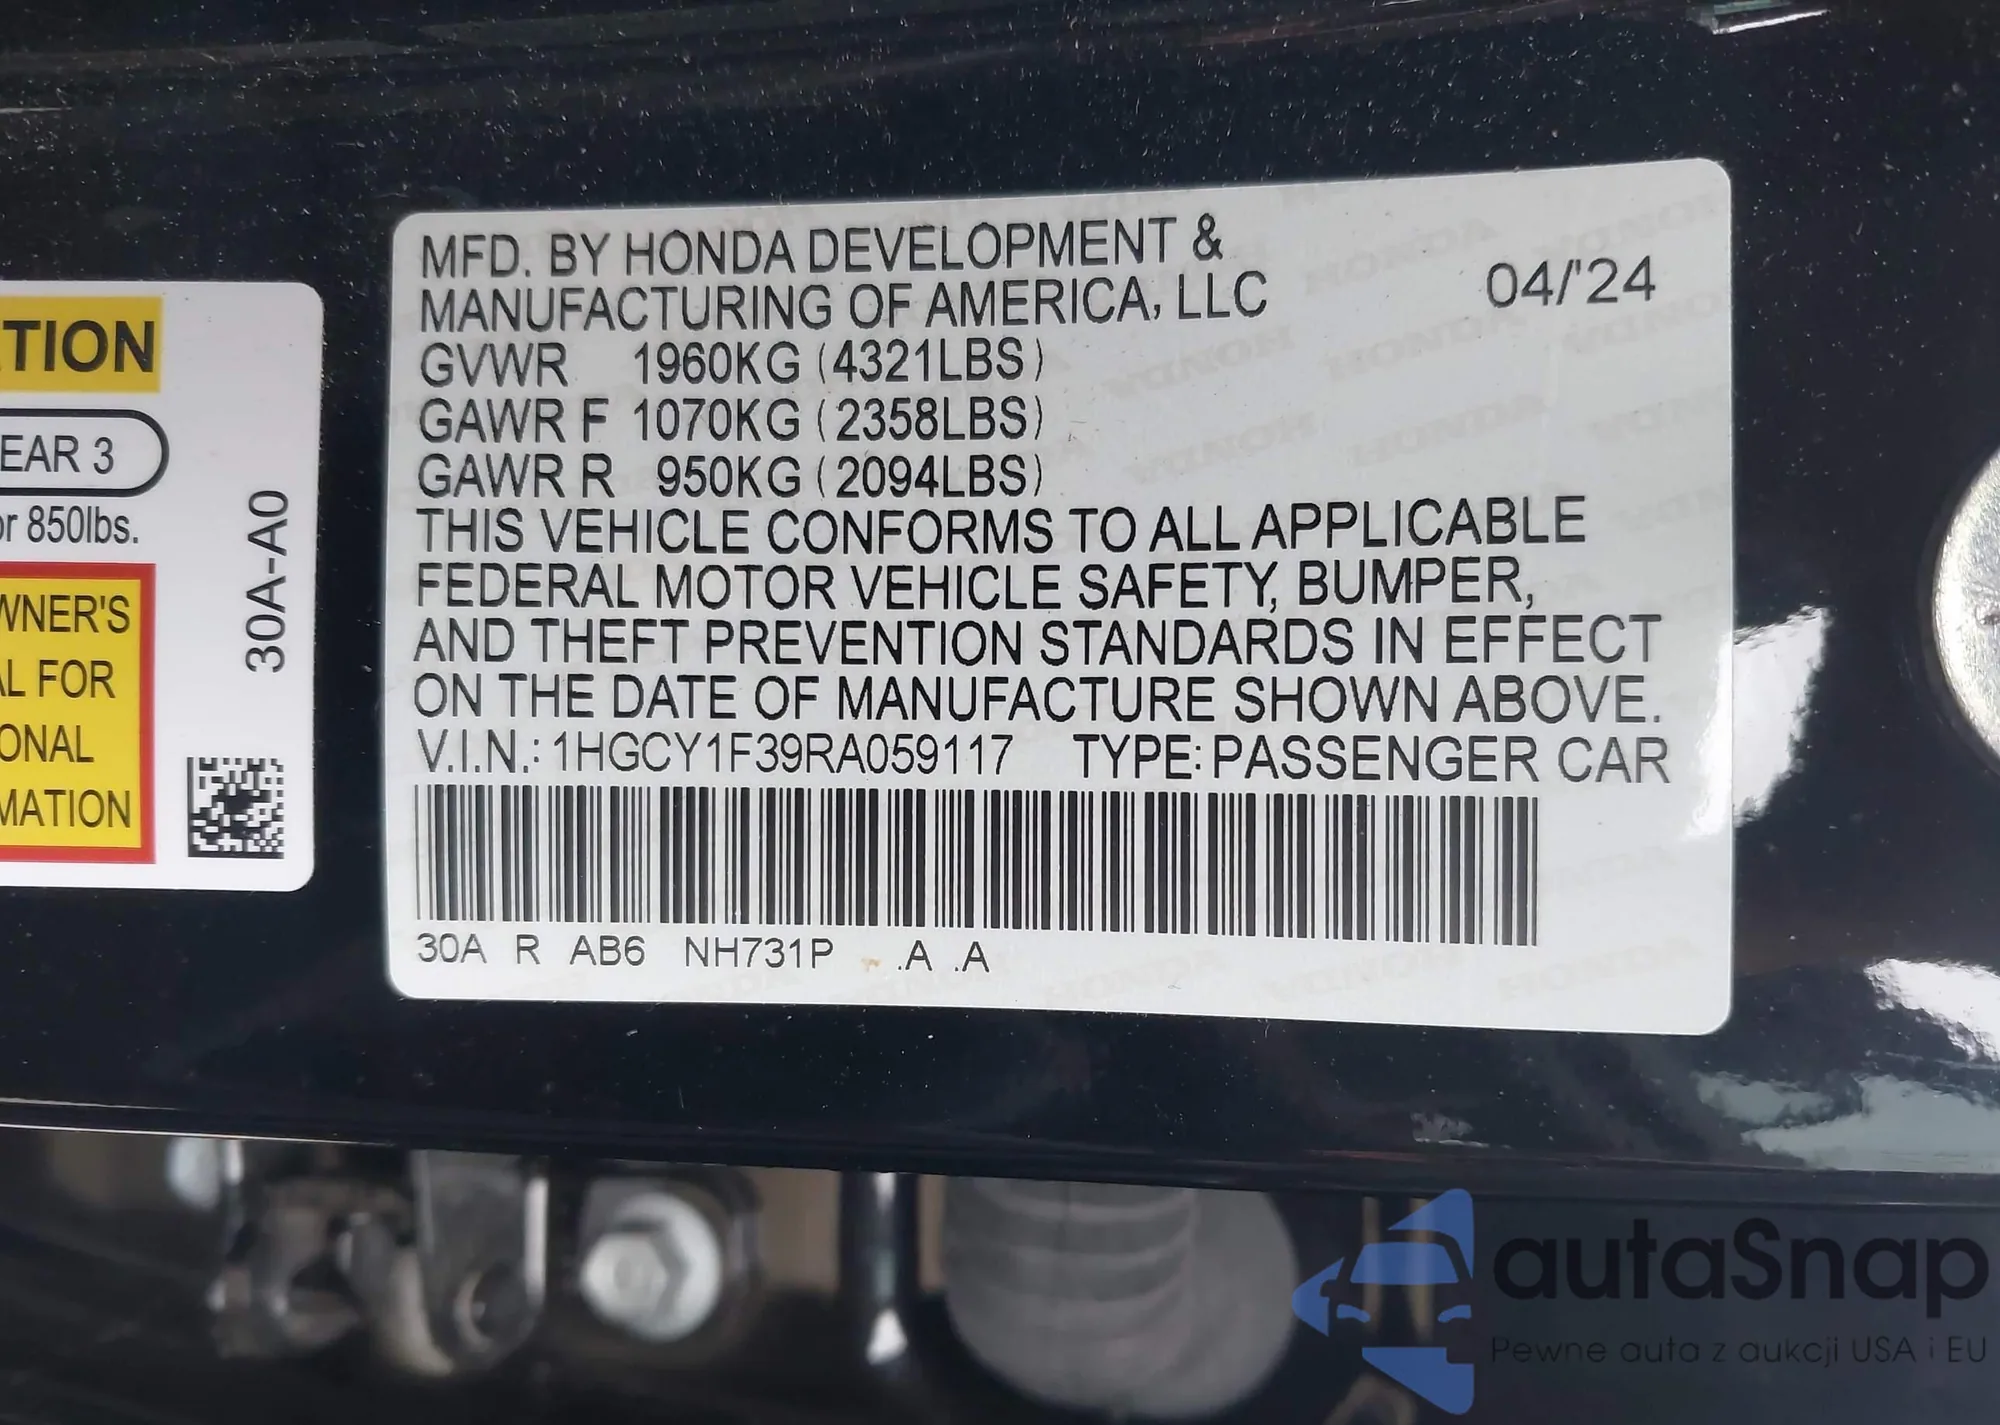 TION
EAR 3
or 850lbs.
WNER'S
AL FOR
ONAL
MATION
30A-A0
MFD. BY HONDA DEVELOPMENT &
MANUFACTURING OF AMERICA, LLC
04/'24
GVWR 1960KG (4321LBS)
GAWR F 1070KG (2358LBS)
GAWR R 950KG (2094LBS)
THIS VEHICLE CONFORMS TO ALL APPLICABLE
FEDERAL MOTOR VEHICLE SAFETY, BUMPER,
AND THEFT PREVENTION STANDARDS IN EFFECT
ON THE DATE OF MANUFACTURE SHOWN ABOVE.
V.I.N.: 1HGCY1F39RA059117 TYPE: PASSENGER CAR
30A R AB6 NH731P .A .A
autaSnap
Pewne auta z aukcji USA i EU